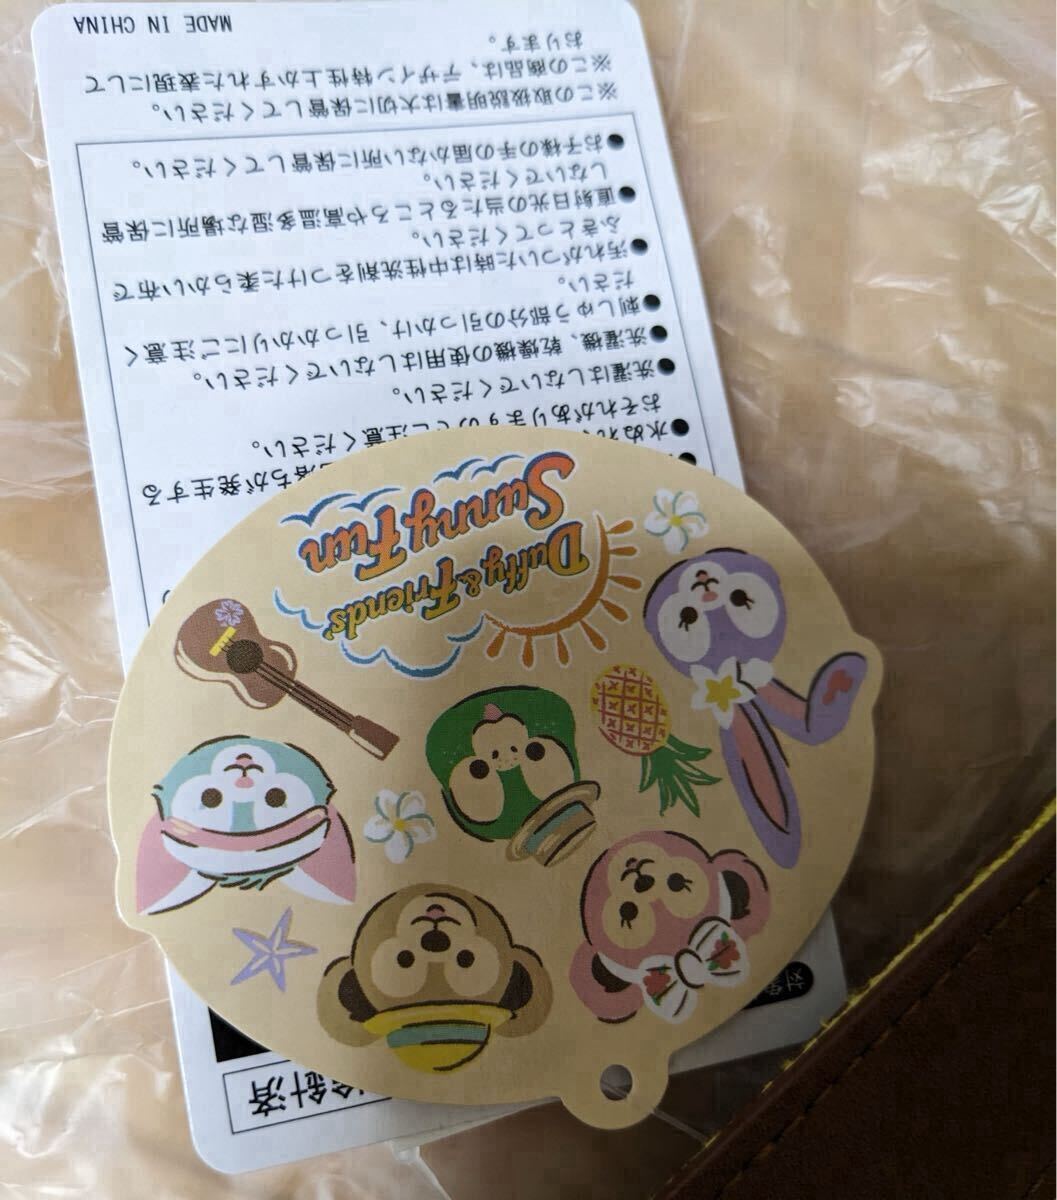 Duffy & Friends'
Sunny Fun
検針済
落ちが発生する
おそれがありますのでご注意ください。
●洗濯はしないでください。
●洗濯機、乾燥機の使用はしないでください。
●刺しゅう部分の引っかけ、引っかかりにご注意く
ださい。
●汚れがついた時は中性洗剤をつけた柔らかい布で
ふきとってください。
●直射日光の当たるところや高温多湿な場所に保管
しないでください。
●お子様の手の届かない所に保管してください。
※この取扱説明書は大切に保管してください。
※この商品は、デザイン特性上かすれた表現にして
おります。
MADE IN CHINA